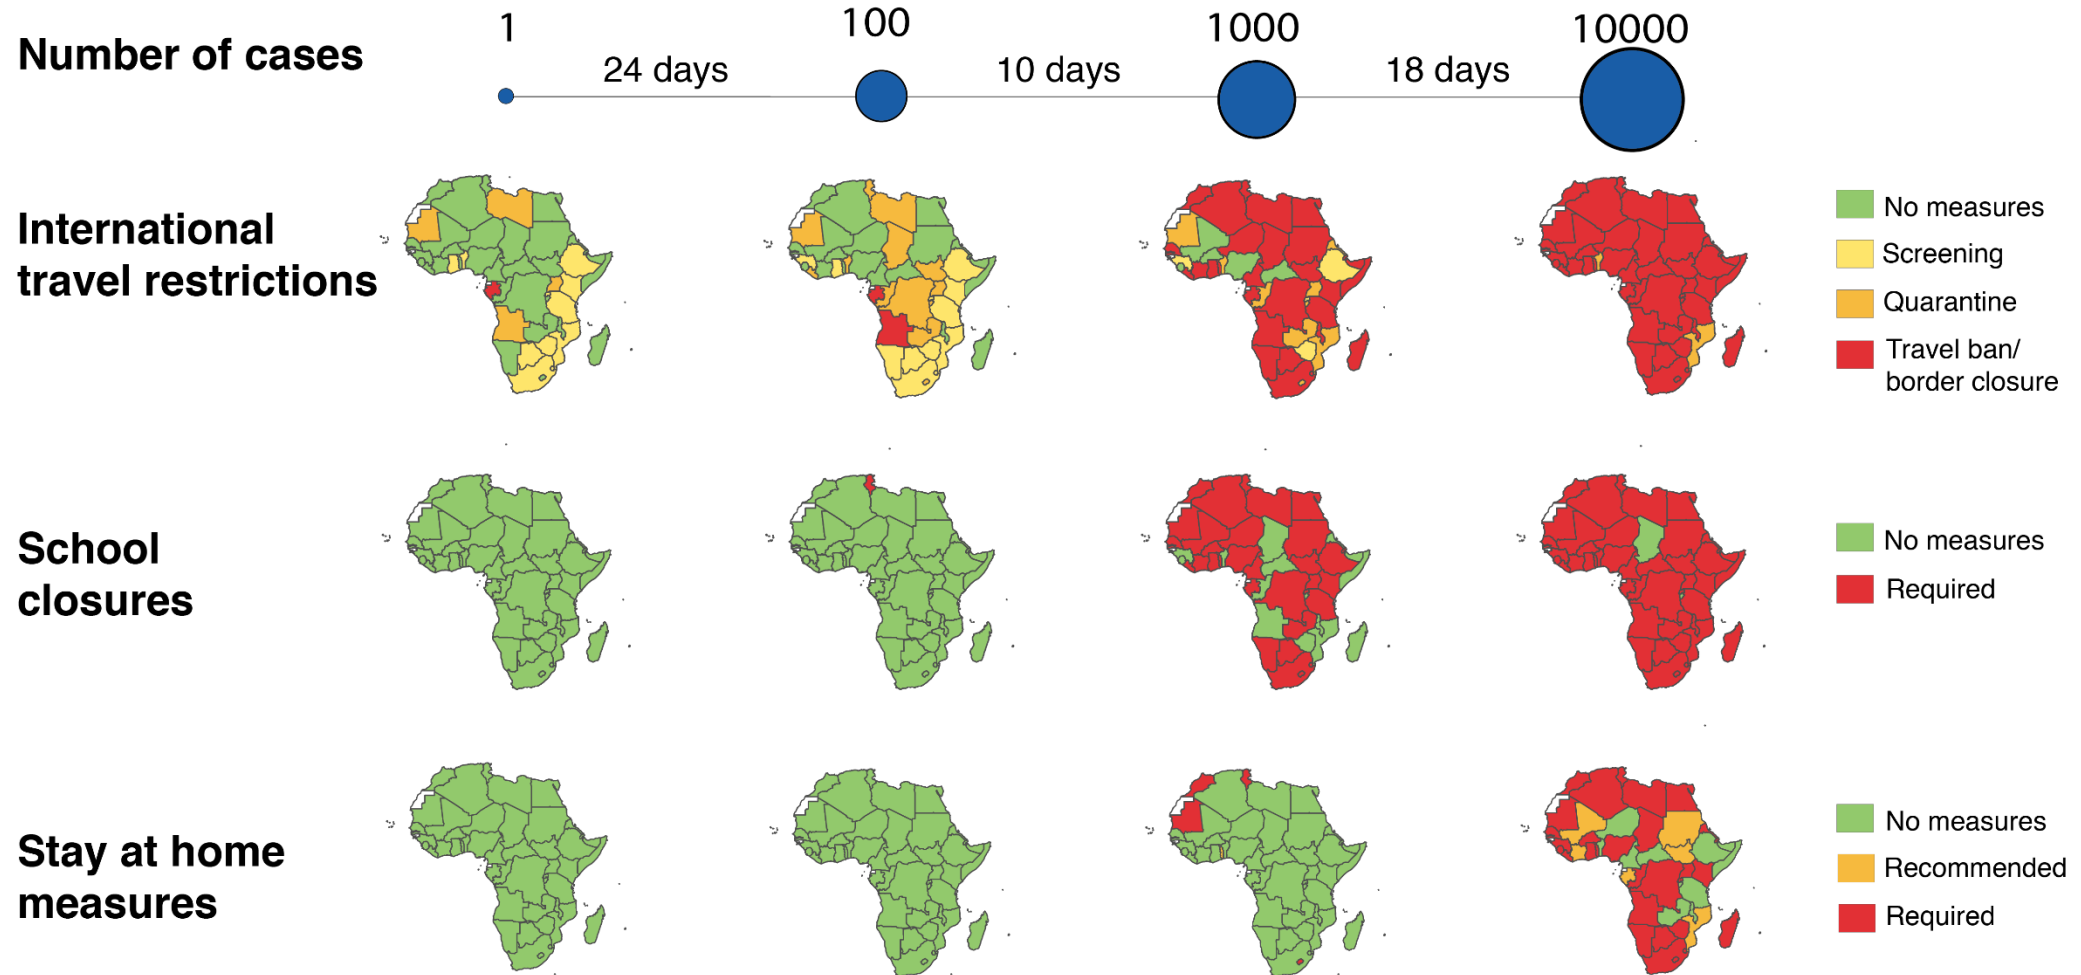 Number of cases
1
100
1000
10000
24 days
10 days
18 days
International
travel restrictions
No measures
Screening
Quarantine
Travel ban/
border closure
School
closures
No measures
Required
Stay at home
measures
No measures
Recommended
Required